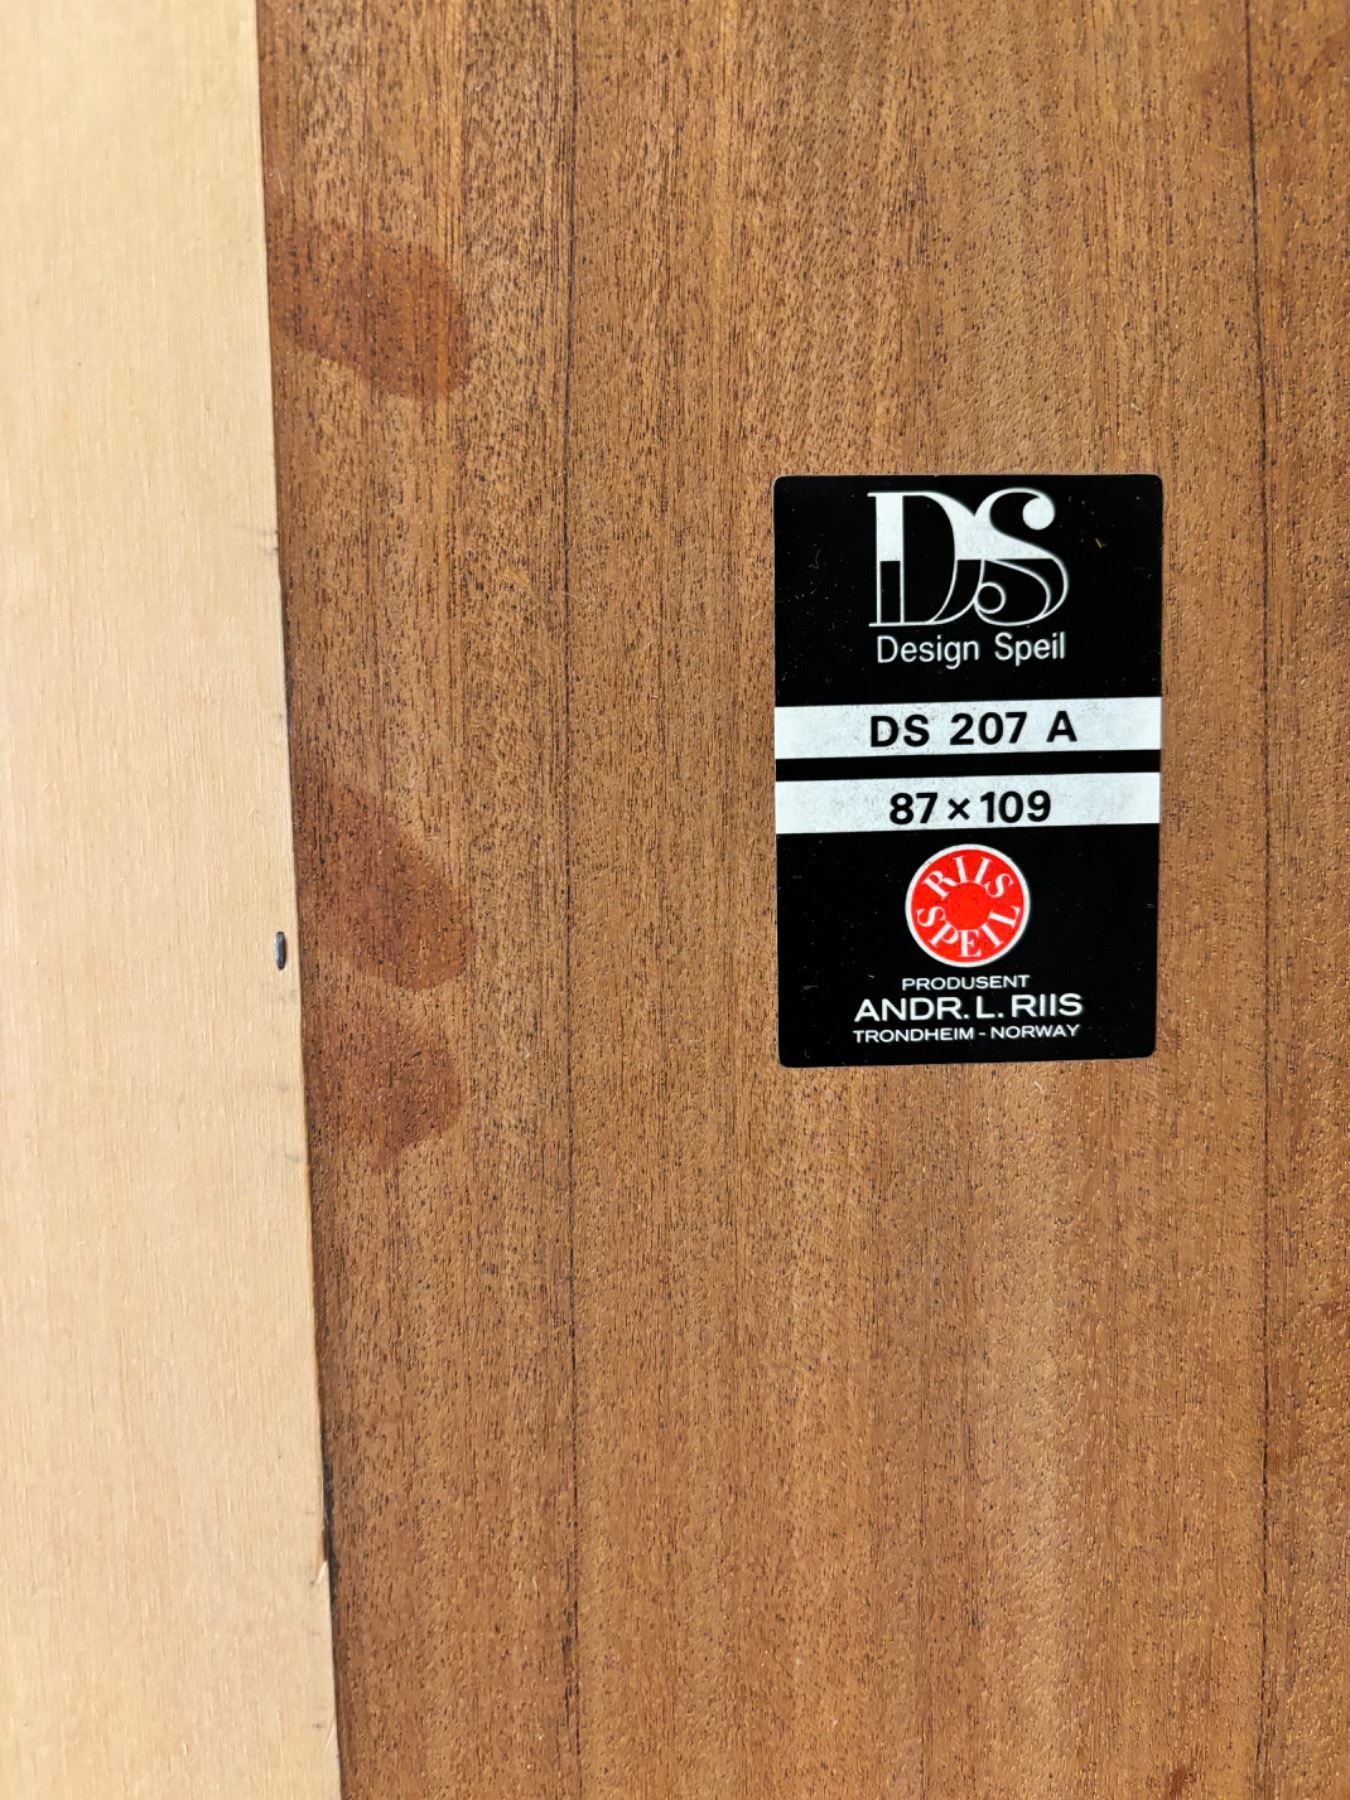 DS
Design Speil
DS 207 A
87 × 109
RIIS
SPEIL
PRODUSENT
ANDR. L. RIIS
TRONDHEIM - NORWAY